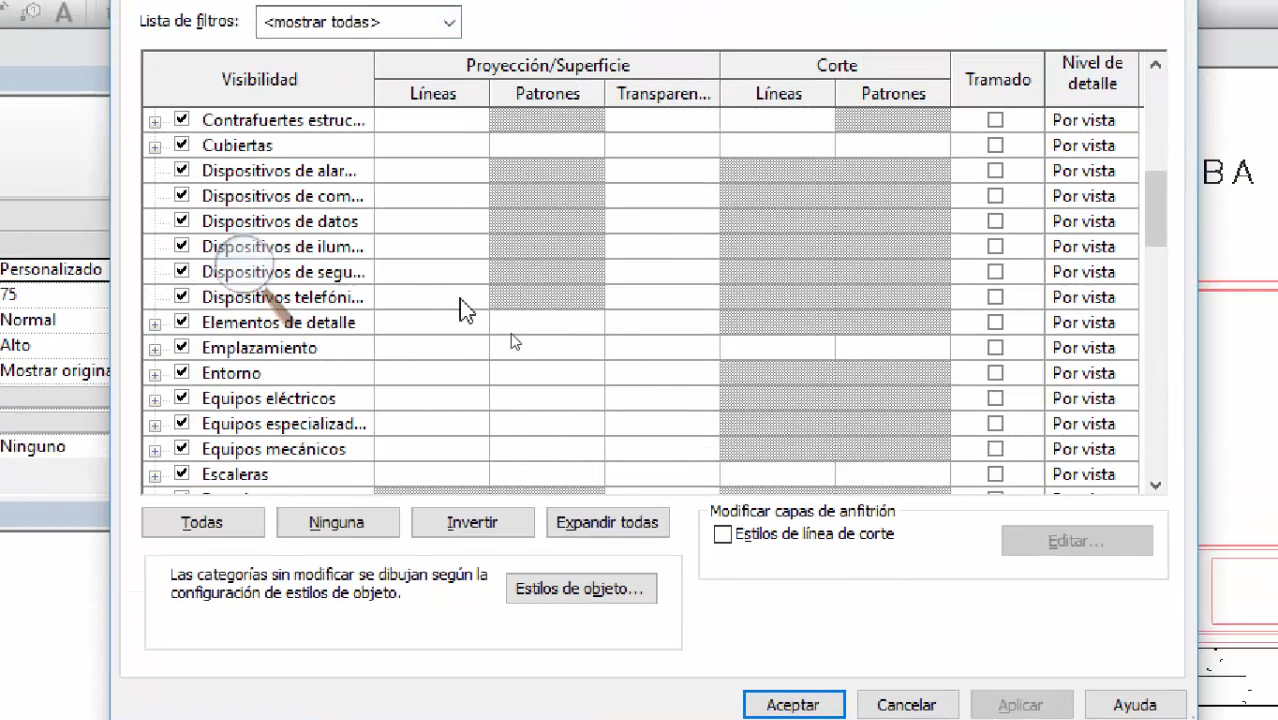 Lista de filtros: <mostrar todas>
Visibilidad Proyección/Superficie Corte Tramado Nivel de detalle
Líneas Patrones Transparen... Líneas Patrones
Contrafuertes estruc... Por vista
Cubiertas Por vista
Dispositivos de alar... Por vista
Dispositivos de com... Por vista
Dispositivos de datos Por vista
Dispositivos de ilum... Por vista
Dispositivos de segu... Por vista
Dispositivos telefóni... Por vista
Elementos de detalle Por vista
Emplazamiento Por vista
Entorno Por vista
Equipos eléctricos Por vista
Equipos especializad... Por vista
Equipos mecánicos Por vista
Escaleras Por vista
Todas Ninguna Invertir Expandir todas
Modificar capas de anfitrión
Estilos de línea de corte Editar...
Las categorías sin modificar se dibujan según la
configuración de estilos de objeto.
Estilos de objeto...
Aceptar Cancelar Aplicar Ayuda
Personalizado
75
Normal
Alto
Mostrar origina
Ninguno
A
B A